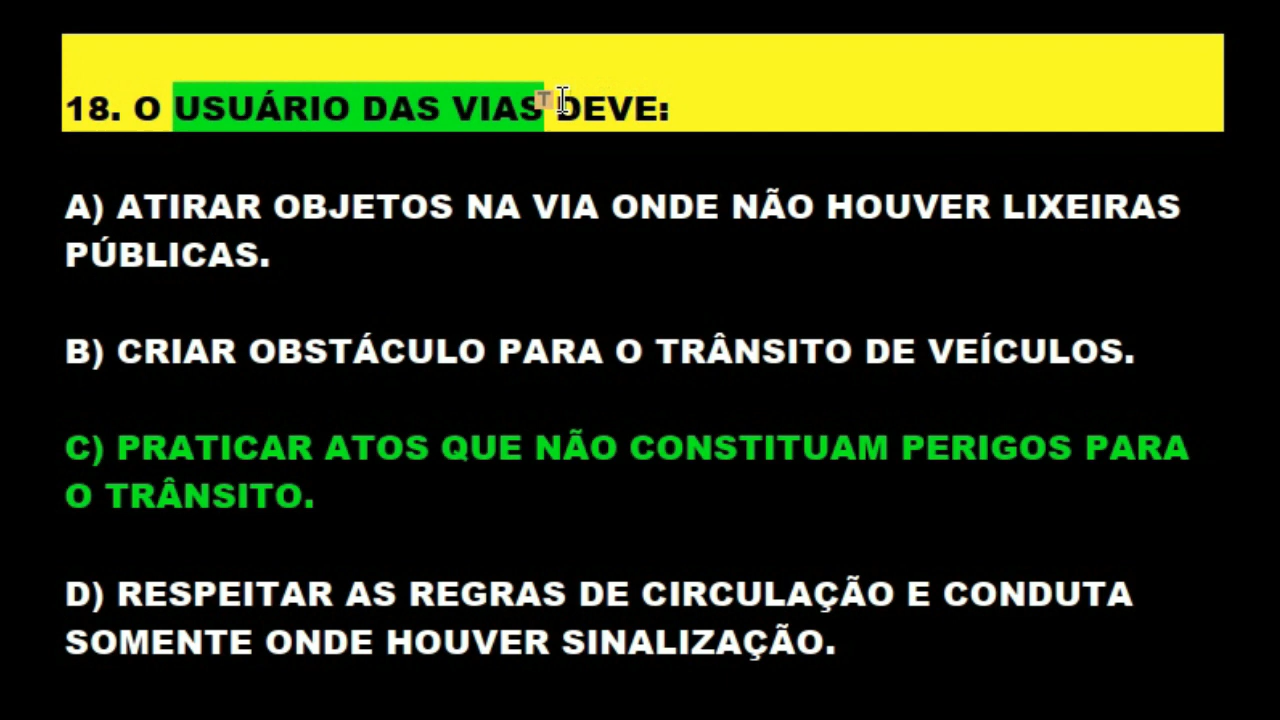 18. O USUÁRIO DAS VIAS DEVE:
A) ATIRAR OBJETOS NA VIA ONDE NÃO HOUVER LIXEIRAS
PÚBLICAS.
B) CRIAR OBSTÁCULO PARA O TRÂNSITO DE VEÍCULOS.
C) PRATICAR ATOS QUE NÃO CONSTITUAM PERIGOS PARA
O TRÂNSITO.
D) RESPEITAR AS REGRAS DE CIRCULAÇÃO E CONDUTA
SOMENTE ONDE HOUVER SINALIZAÇÃO.